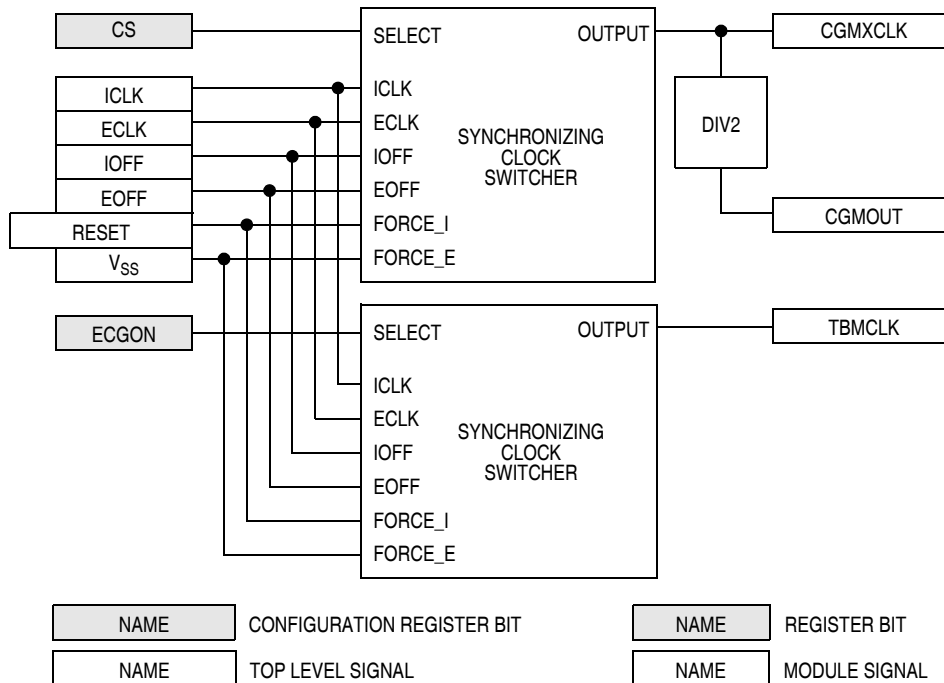 CS
SELECT
OUTPUT
CGMXCLK
ICLK
ICLK
ECLK
ECLK
DIV2
IOFF
IOFF
SYNCHRONIZING
CLOCK
SWITCHER
EOFF
EOFF
RESET
FORCE_I
CGMOUT
VSS
FORCE_E
ECGON
SELECT
OUTPUT
TBMCLK
ICLK
ECLK
IOFF
SYNCHRONIZING
CLOCK
SWITCHER
EOFF
FORCE_I
FORCE_E
NAME CONFIGURATION REGISTER BIT
NAME REGISTER BIT
NAME TOP LEVEL SIGNAL
NAME MODULE SIGNAL